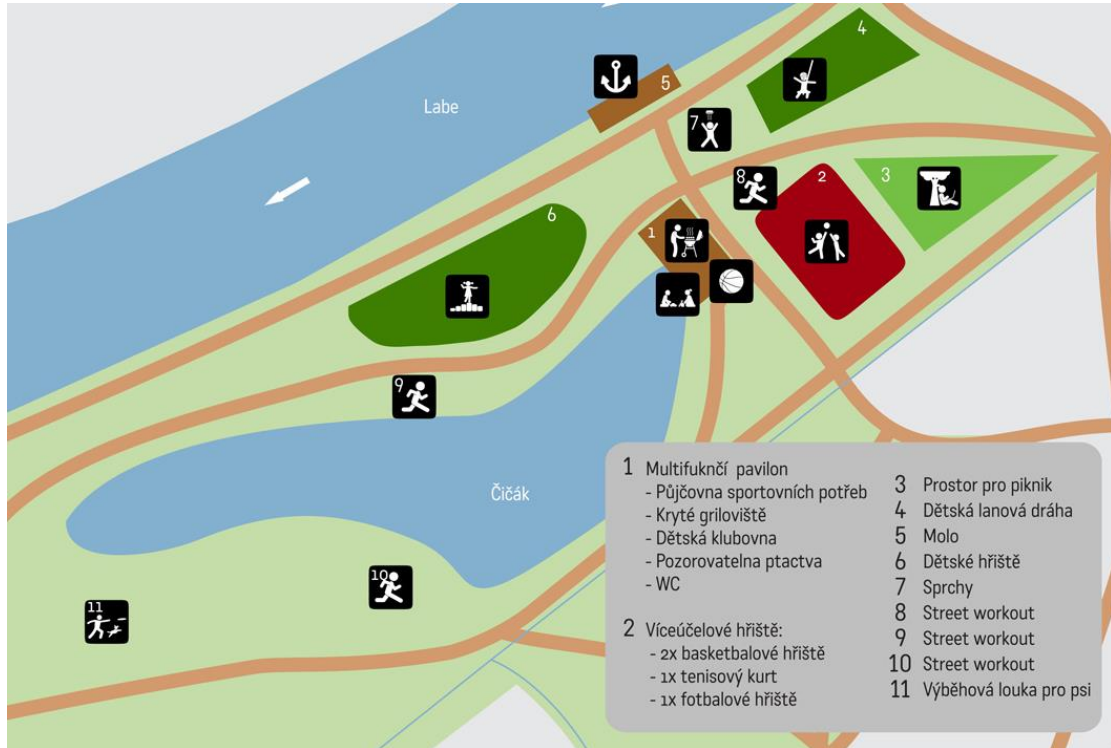 4
5
Labe
7
8
2
3
6
1
9
Čičák
10
11
1 Multifuknčí pavilon
- Půjčovna sportovních potřeb
- Kryté griloviště
- Dětská klubovna
- Pozorovatelna ptactva
- WC
2 Víceúčelové hřiště:
- 2x basketbalové hřiště
- 1x tenisový kurt
- 1x fotbalové hřiště
3 Prostor pro piknik
4 Dětská lanová dráha
5 Molo
6 Dětské hřiště
7 Sprchy
8 Street workout
9 Street workout
10 Street workout
11 Výběhová louka pro psi